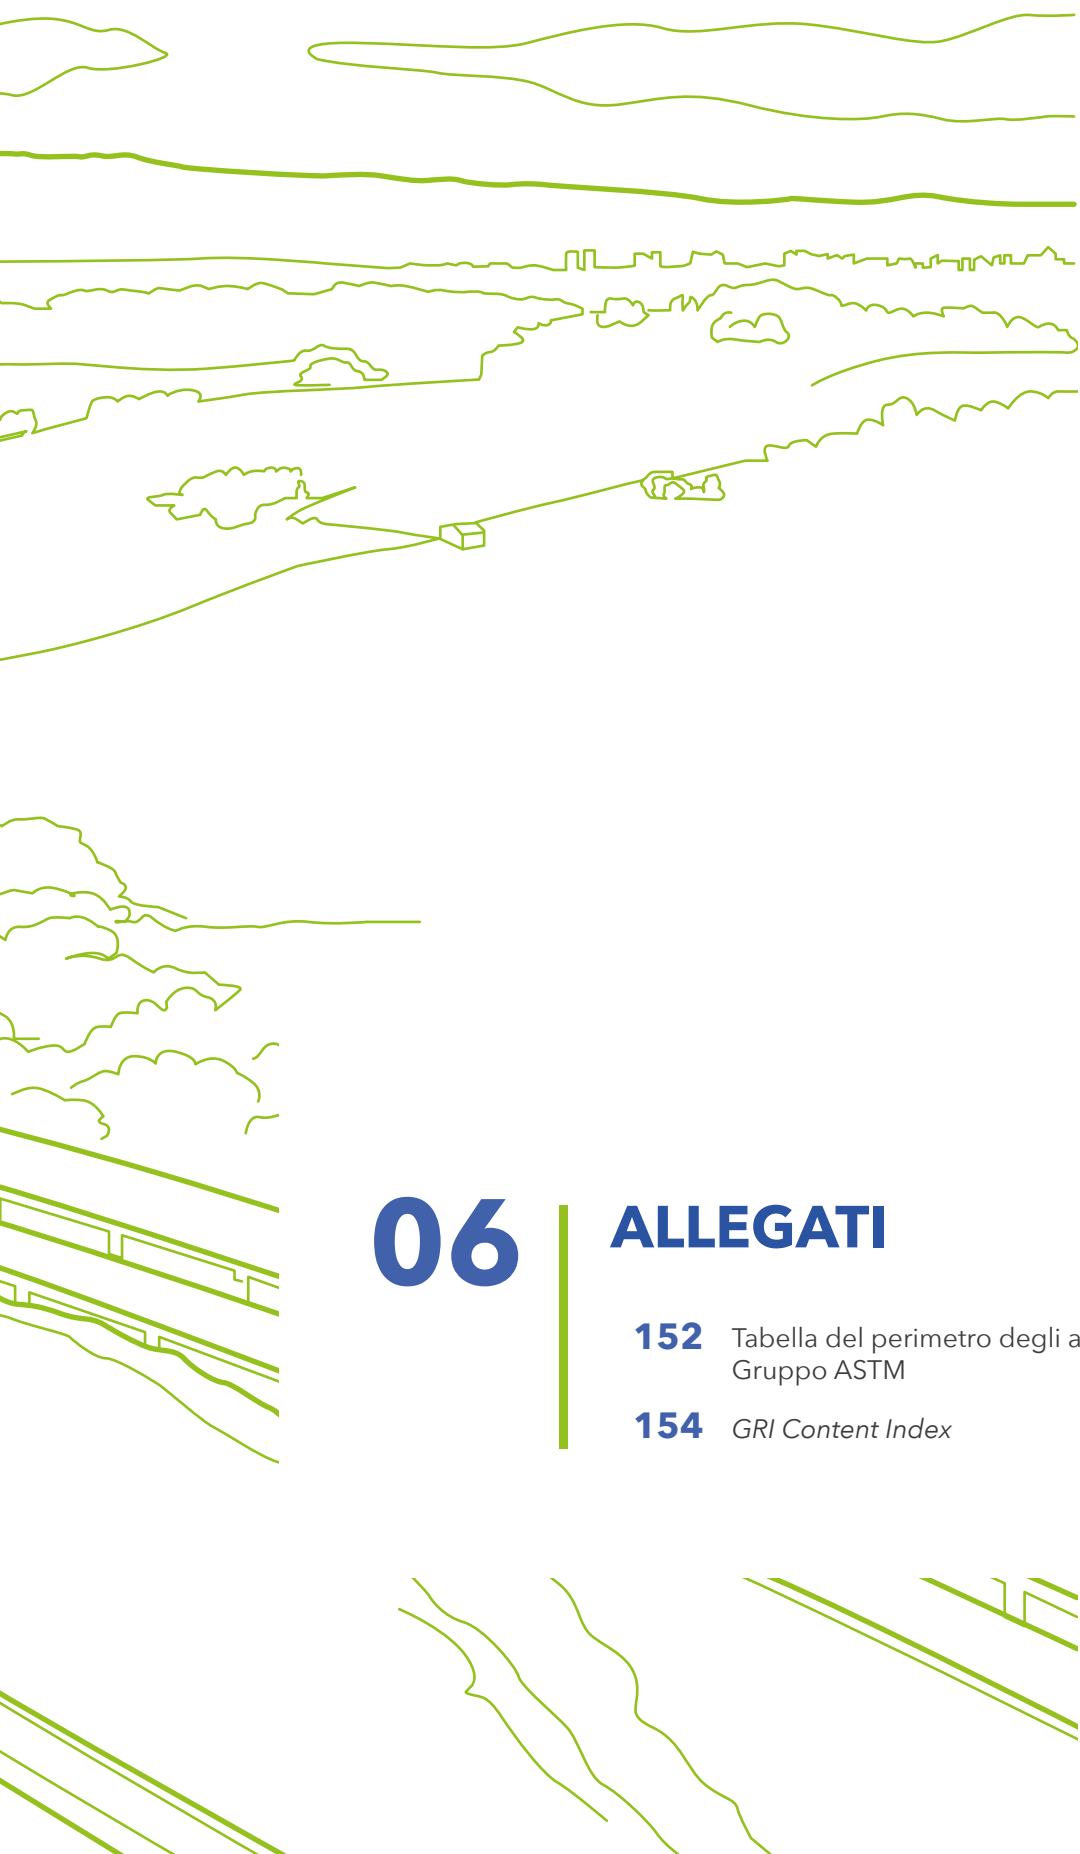 06
ALLEGATI
152 Tabella del perimetro degli
Gruppo ASTM
154 GRI Content Index